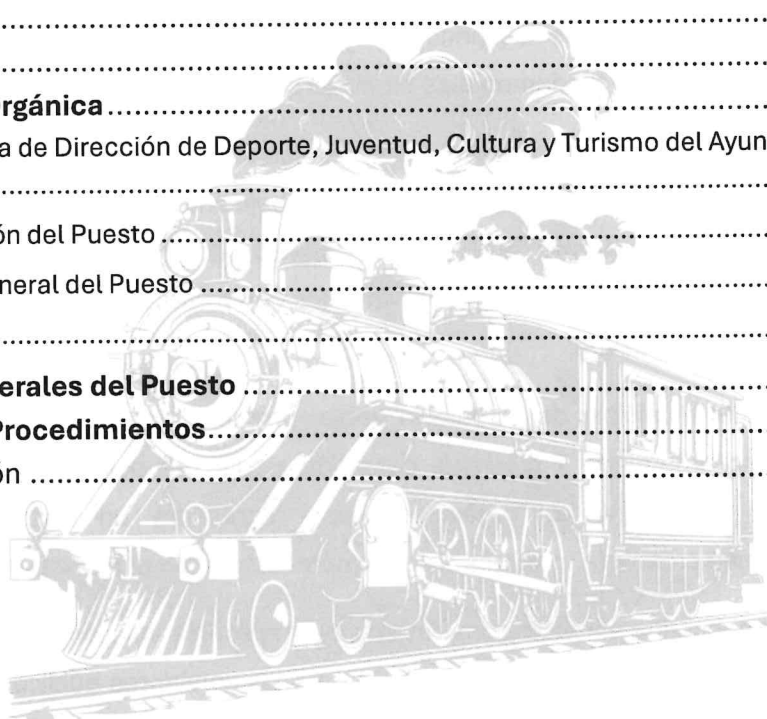 ..........
..........
rgánica..........
a de Dirección de Deporte, Juventud, Cultura y Turismo del Ayun
..........
ón del Puesto ..........
neral del Puesto ..........
..........
erales del Puesto ..........
Procedimientos..........
ón ..........